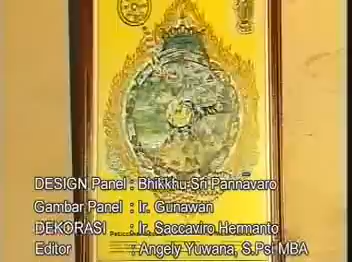 DESIGN Panel : Bhikkhu Sri Pannavaro
Gambar Panel : Ir. Gunawan
DEKORASI : Ir. Saccaviro Hermanto
Editor : Angely Yuwana, S.Psi. MBA